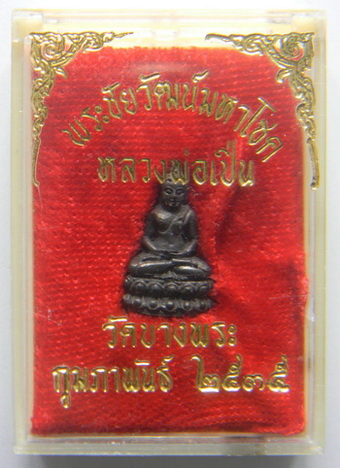 พระชัยวัฒน์มหาโชค
หลวงพ่อเปิ่น
วัดบางพระ
กุมภาพันธ์ ๒๕๓๕